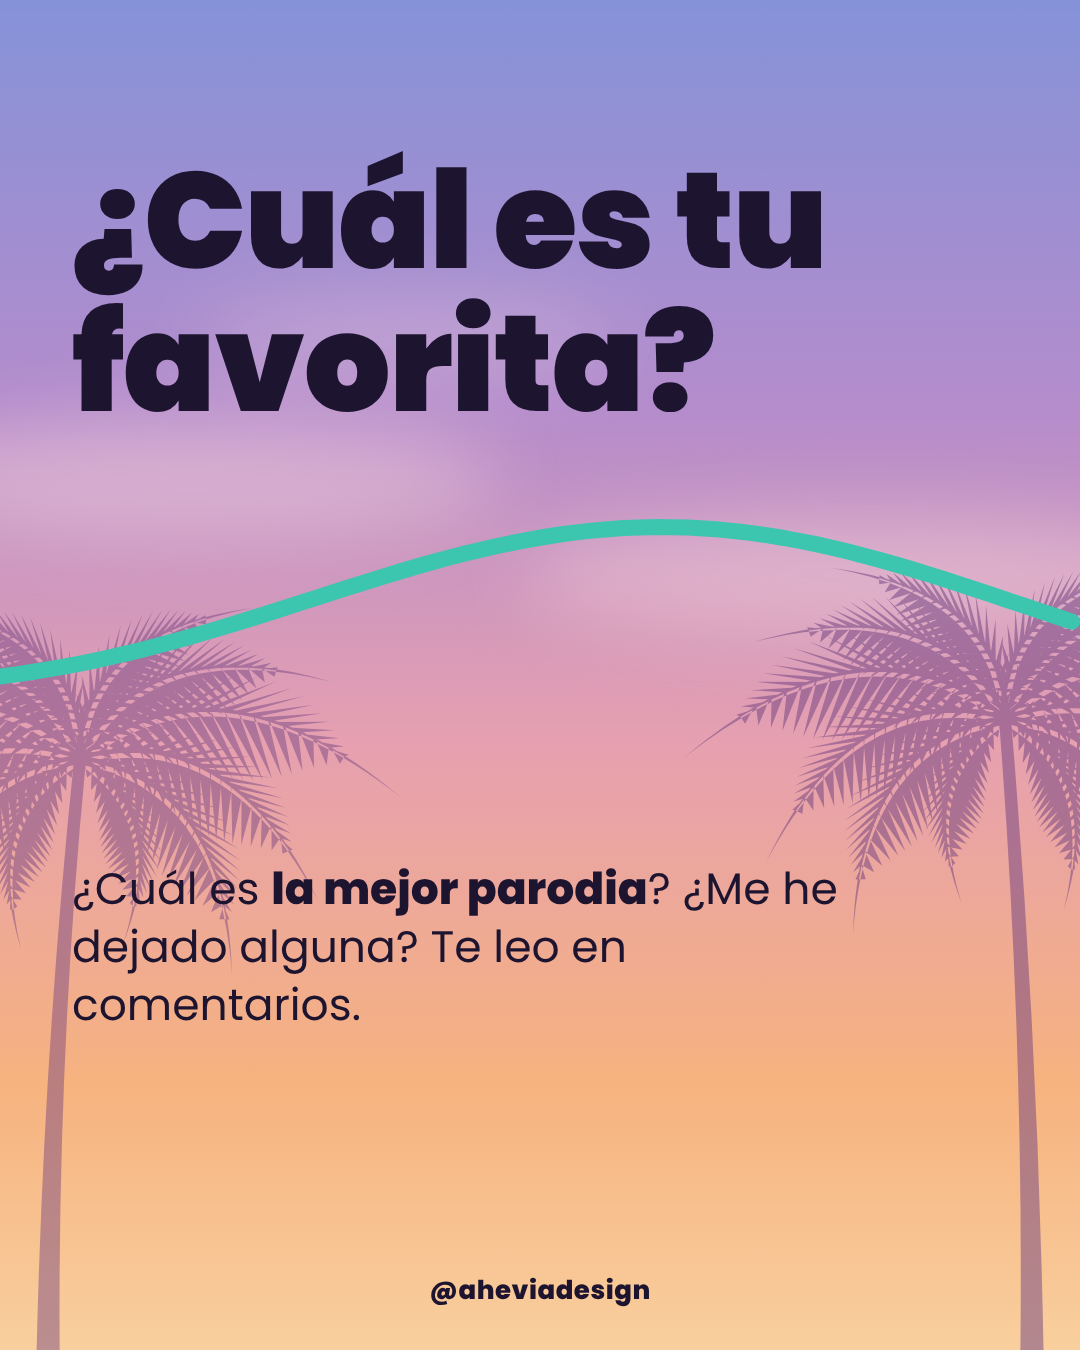 ¿Cuál es tu
favorita?
¿Cuál es la mejor parodia? ¿Me he
dejado alguna? Te leo en
comentarios.
@aheviadesign